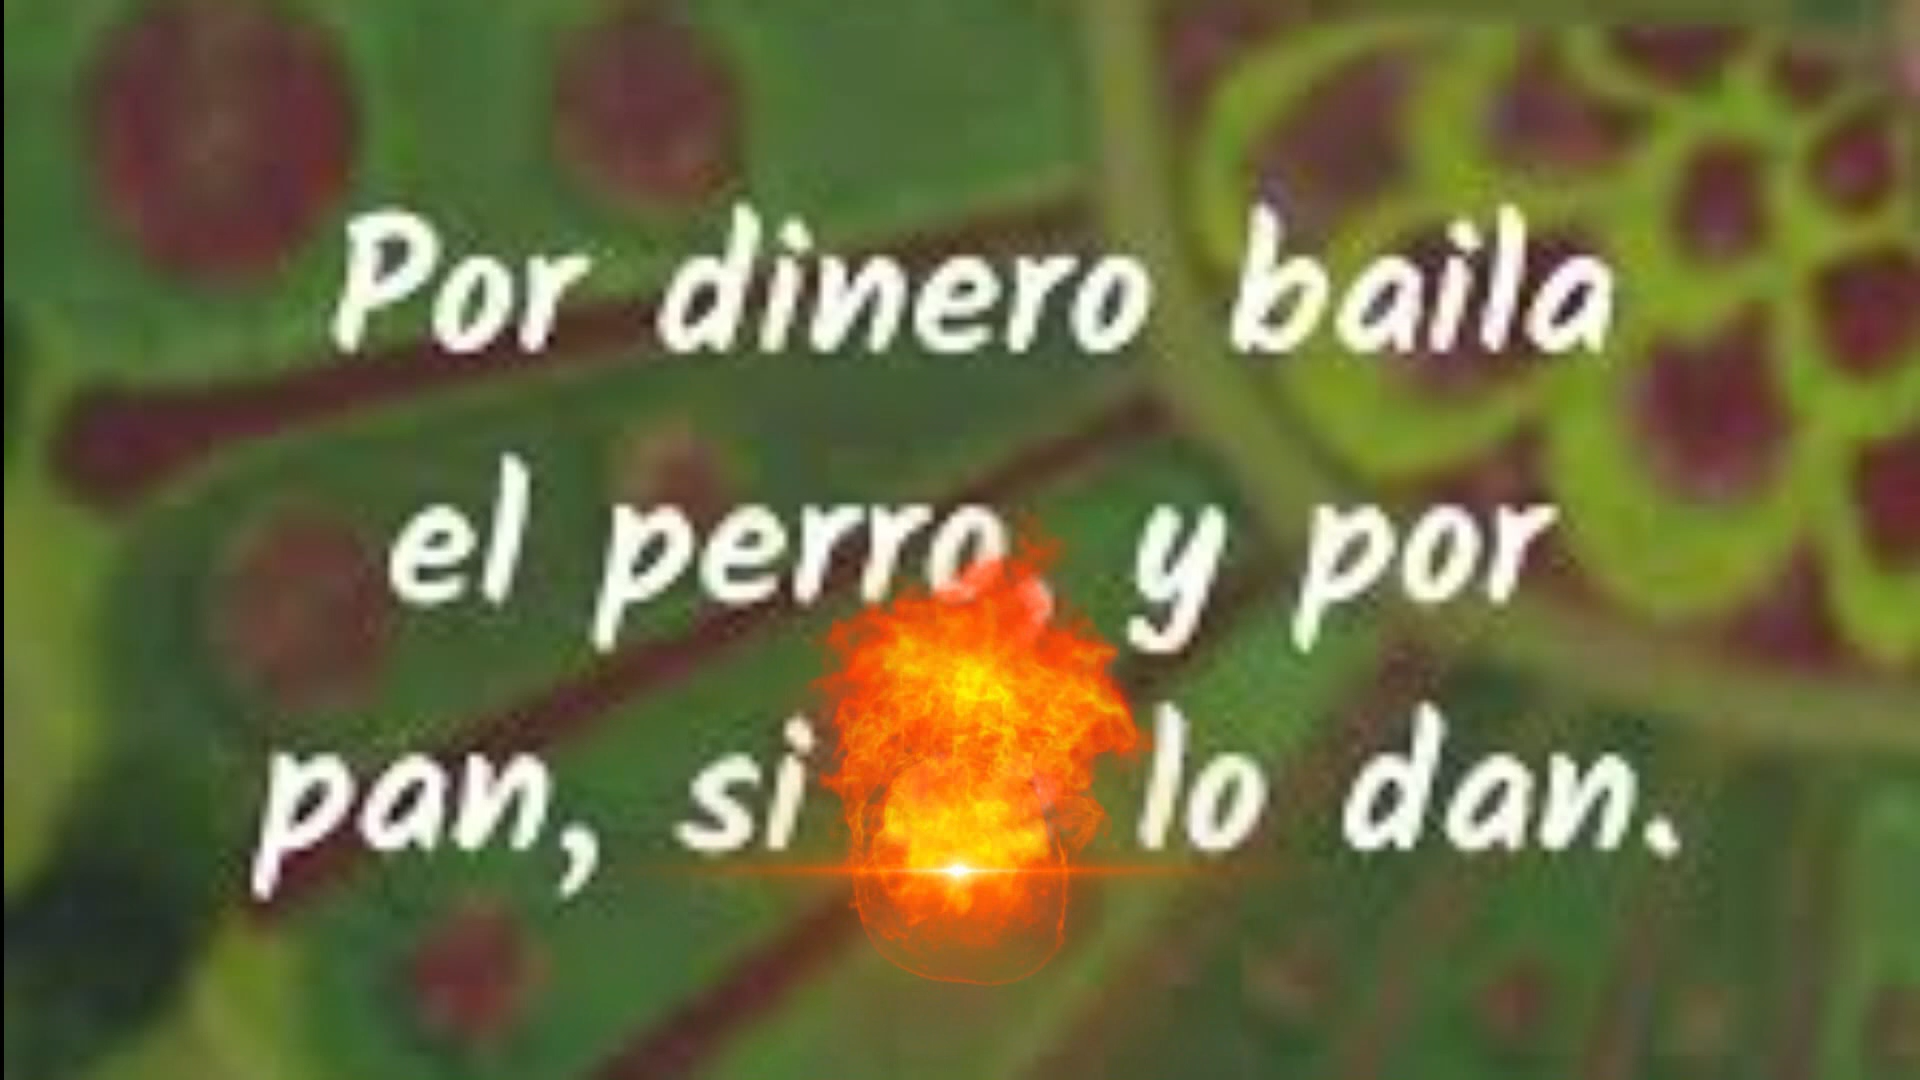 Por dinero baila
el perro, y por
pan, si lo dan.